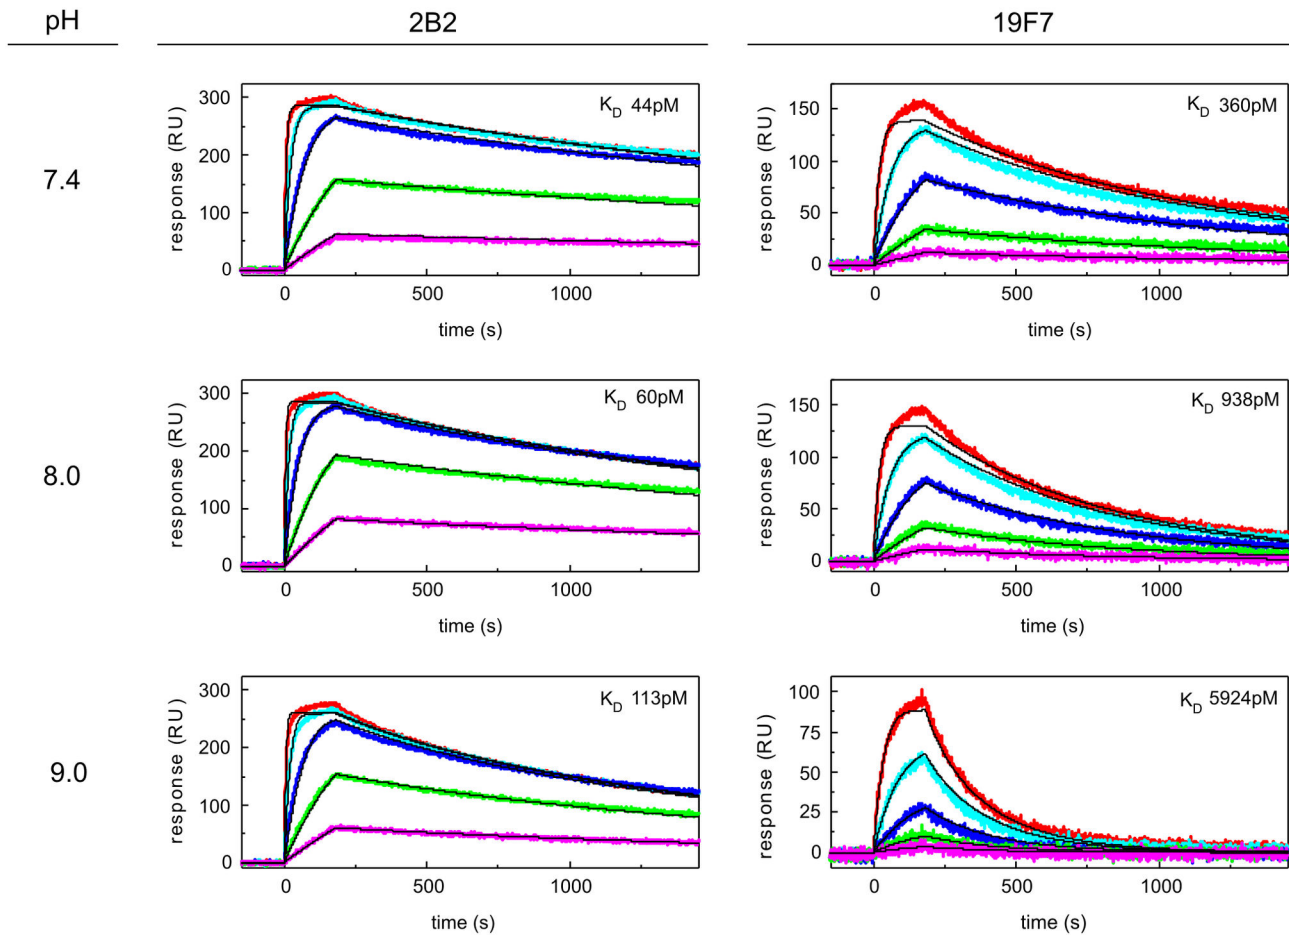 pH 2B2 19F7
7.4
response (RU)
300
200
100
0
K_D 44pM
0 500 1000
time (s)
response (RU)
150
100
50
0
K_D 360pM
0 500 1000
time (s)
8.0
response (RU)
300
200
100
0
K_D 60pM
0 500 1000
time (s)
response (RU)
150
100
50
0
K_D 938pM
0 500 1000
time (s)
9.0
response (RU)
300
200
100
0
K_D 113pM
0 500 1000
time (s)
response (RU)
100
75
50
25
0
K_D 5924pM
0 500 1000
time (s)